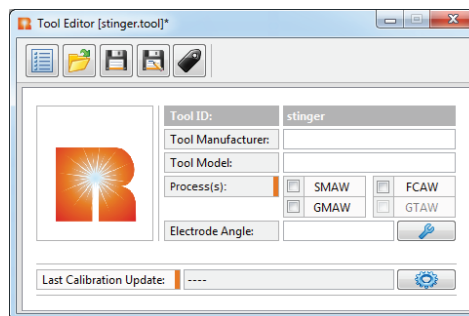 Tool Editor [stinger.tool]*
Tool ID: stinger
Tool Manufacturer:
Tool Model:
Process(s): SMAW FCAW
GMAW GTAW
Electrode Angle:
Last Calibration Update: ----